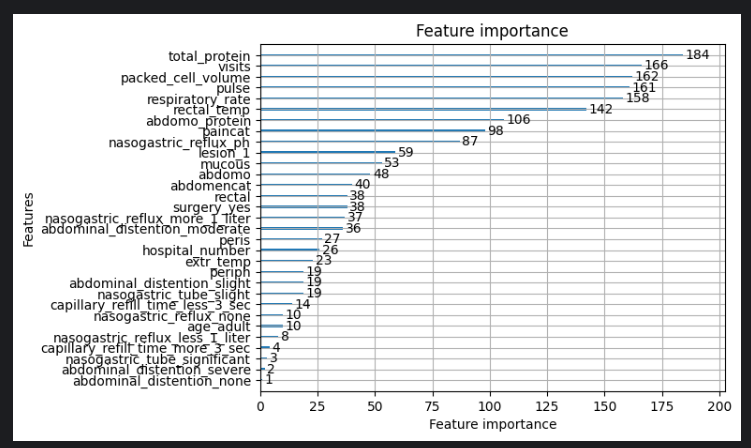 Feature importance
total_protein 184
visits 166
packed_cell_volume 162
pulse 161
respiratory_rate 158
rectal_temp 142
abdomo_protein 106
paincat 98
nasogastric_reflux_ph 87
lesion_1 59
mucous 53
abdomo 48
abdomencat 40
rectal 38
surgery_yes 38
nasogastric_reflux_more_1_liter 37
abdominal_distention_moderate 36
peris 27
hospital_number 26
extr_temp 23
periph 19
abdominal_distention_slight 19
nasogastric_tube_slight 19
capillary_refill_time_less_3_sec 14
nasogastric_reflux_none 10
age_adult 10
nasogastric_reflux_less_1_liter 8
capillary_refill_time_more_3_sec 4
nasogastric_tube_significant 3
abdominal_distention_severe 2
abdominal_distention_none 1
Features
0 25 50 75 100 125 150 175 200
Feature importance